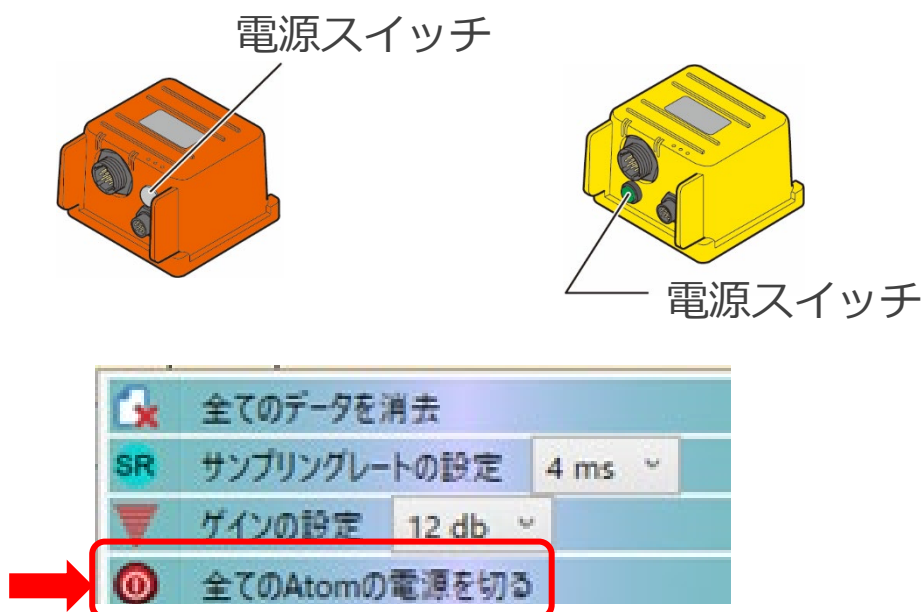 電源スイッチ
電源スイッチ
全てのデータを消去
SR サンプリングレートの設定 4 ms
ゲインの設定 12 db
全てのAtomの電源を切る